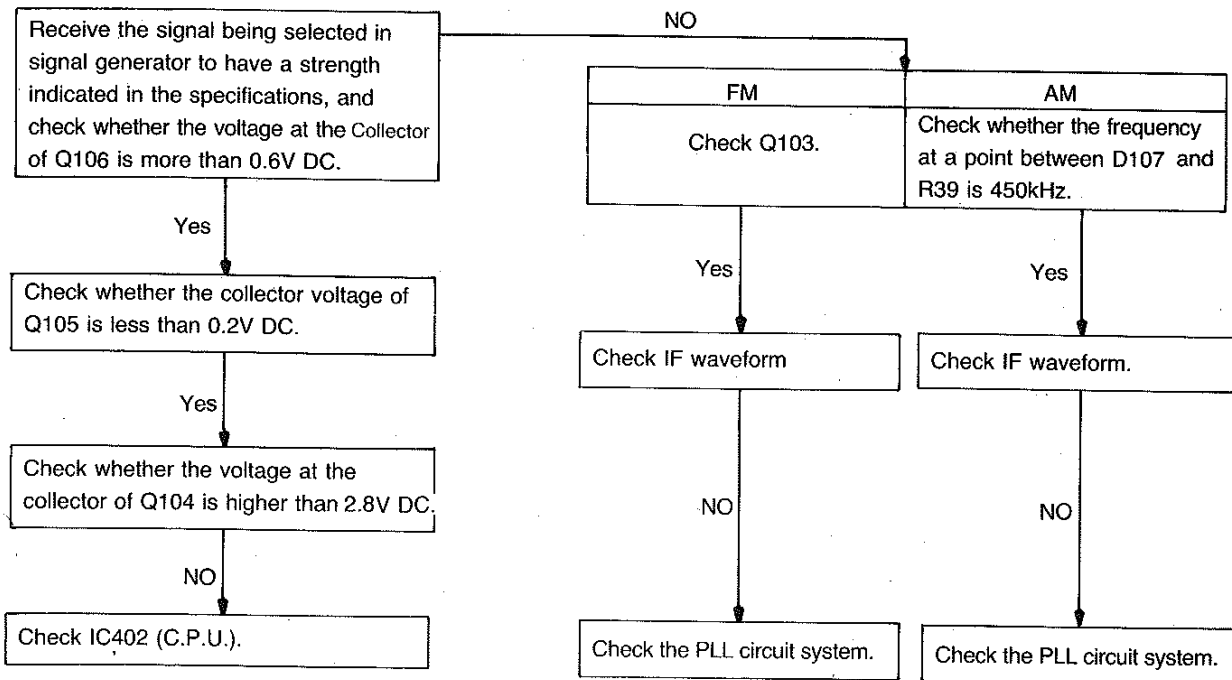 Receive the signal being selected in
signal generator to have a strength
indicated in the specifications, and
check whether the voltage at the Collector
of Q106 is more than 0.6V DC.
NO
FM
AM
Check Q103.
Check whether the frequency
at a point between D107 and
R39 is 450kHz.
Yes
Check whether the collector voltage of
Q105 is less than 0.2V DC.
Yes
Yes
Check IF waveform
Check IF waveform.
Yes
Check whether the voltage at the
collector of Q104 is higher than 2.8V DC.
NO
NO
NO
Check IC402 (C.P.U.).
Check the PLL circuit system.
Check the PLL circuit system.